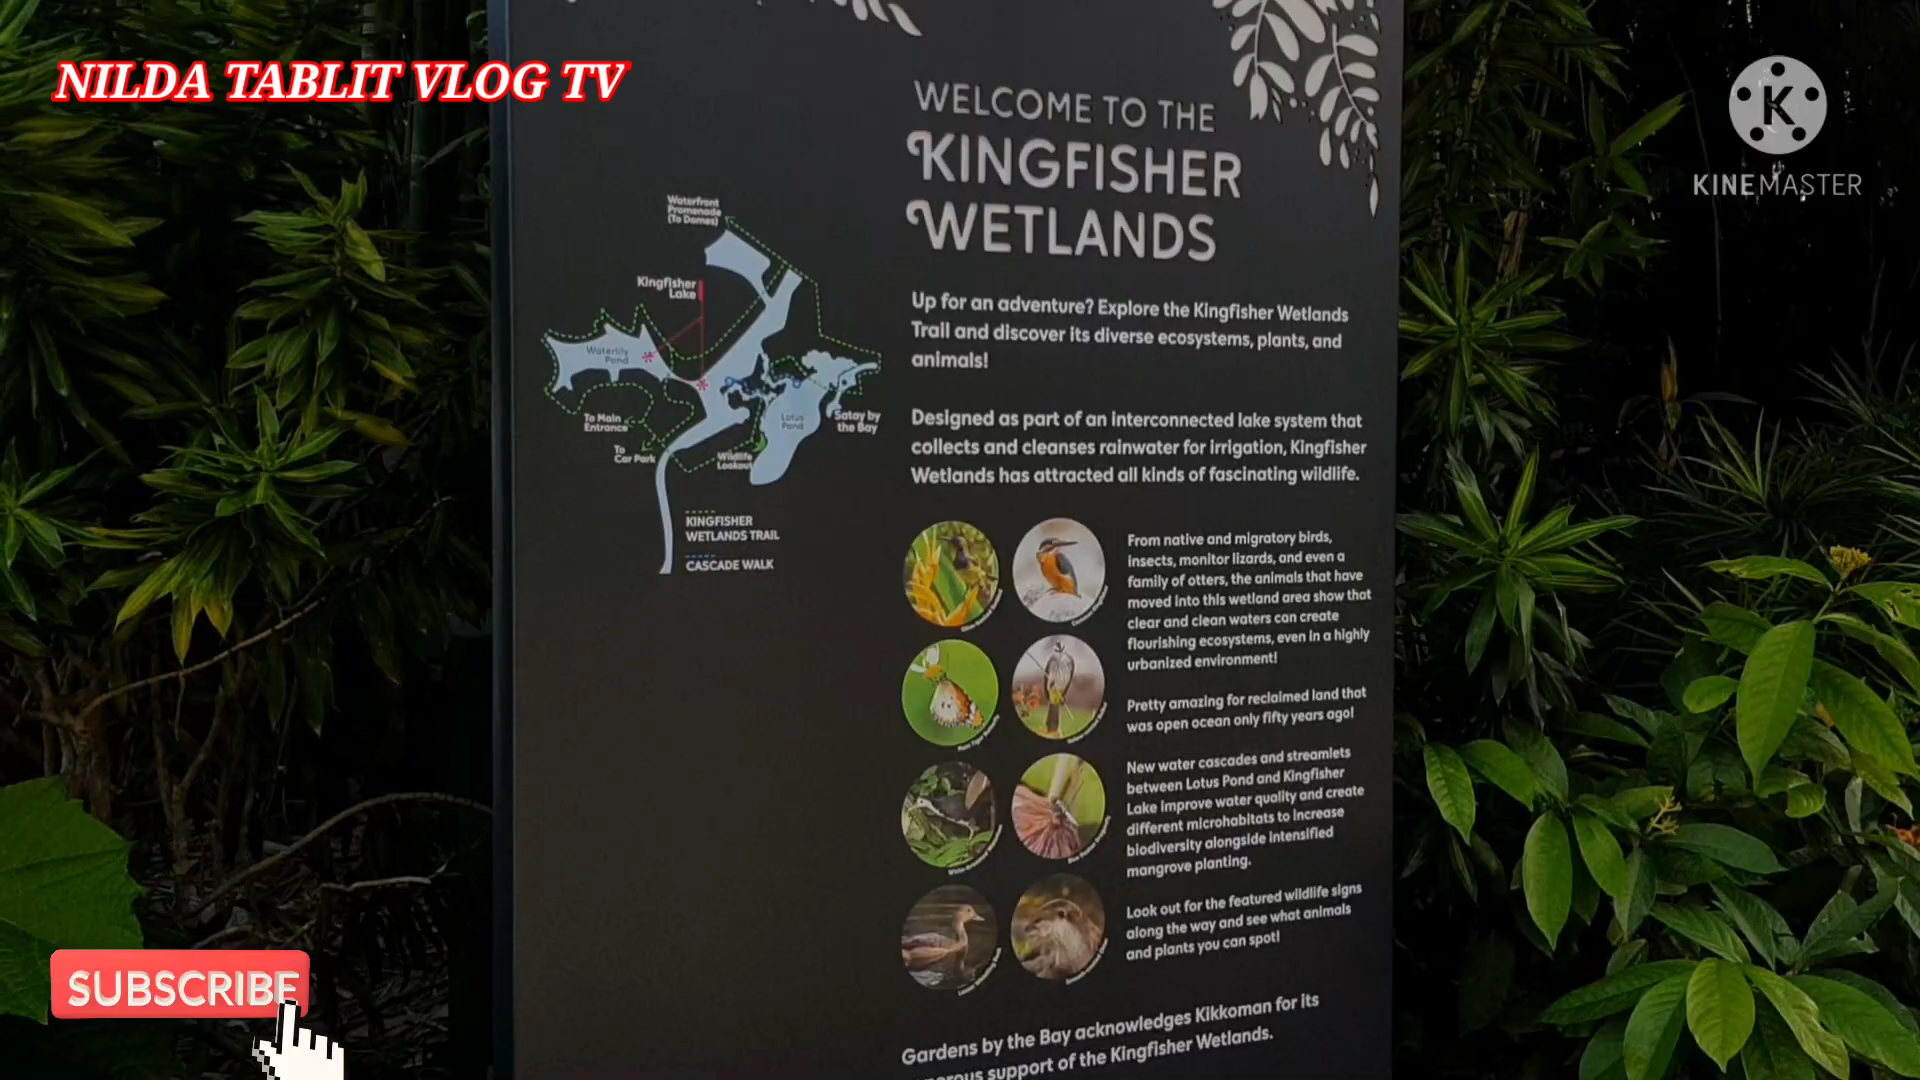 NILDA TABLIT VLOG TV
KINEMASTER
WELCOME TO THE
KINGFISHER
WETLANDS
Waterfront
Promenade
(To Domes)
Kingfisher
Lake
Waterlily
Pond
To Main
Entrance
To
Car Park
Wildlife
Lookout
Lotus
Pond
Satay by
the Bay
KINGFISHER
WETLANDS TRAIL
CASCADE WALK
Up for an adventure? Explore the Kingfisher Wetlands
Trail and discover its diverse ecosystems, plants, and
animals!
Designed as part of an interconnected lake system that
collects and cleanses rainwater for irrigation, Kingfisher
Wetlands has attracted all kinds of fascinating wildlife.
From native and migratory birds,
insects, monitor lizards, and even a
family of otters, the animals that have
moved into this wetland area show that
clear and clean waters can create
flourishing ecosystems, even in a highly
urbanized environment!
Pretty amazing for reclaimed land that
was open ocean only fifty years ago!
New water cascades and streamlets
between Lotus Pond and Kingfisher
Lake improve water quality and create
different microhabitats to increase
biodiversity alongside intensified
mangrove planting.
Look out for the featured wildlife signs
along the way and see what animals
and plants you can spot!
Gardens by the Bay acknowledges Kikkoman for its
support of the Kingfisher Wetlands.
SUBSCRIBE